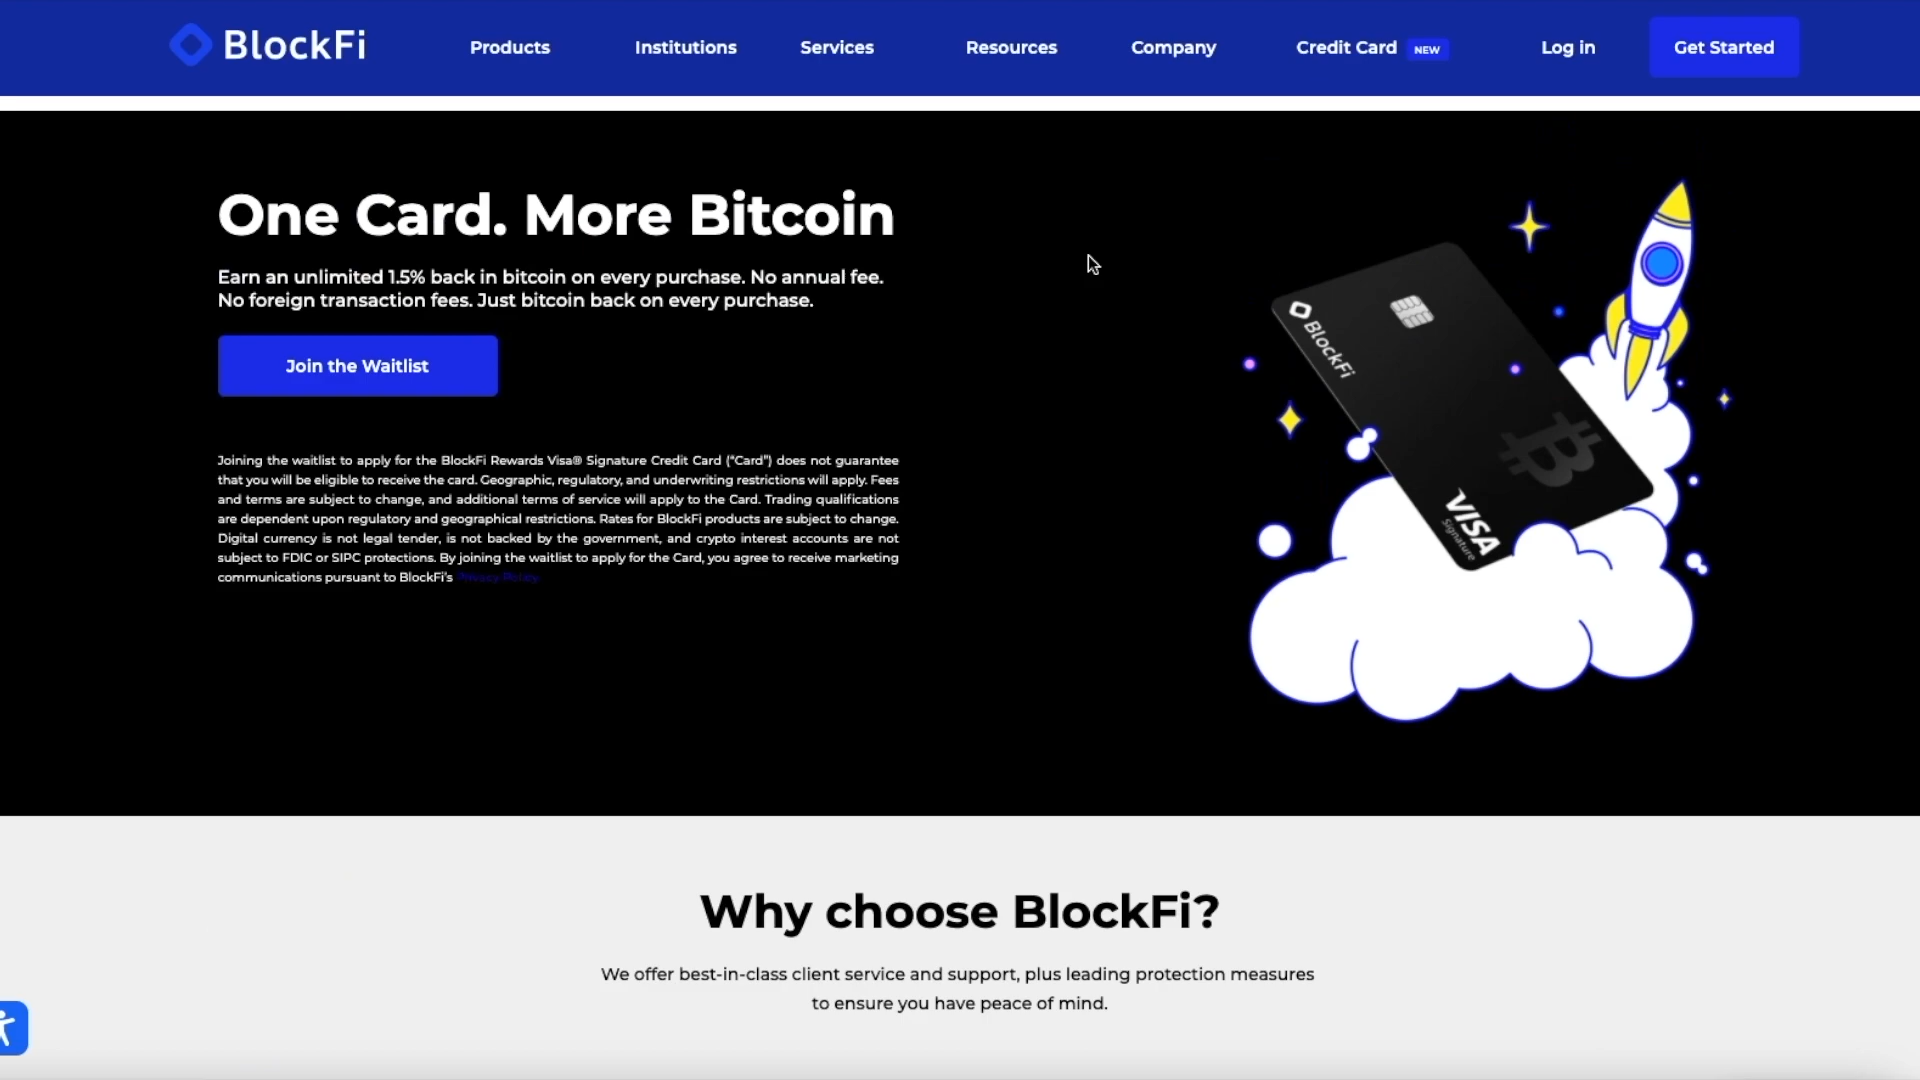 BlockFi
Products
Institutions
Services
Resources
Company
Credit Card NEW
Log in
Get Started
One Card. More Bitcoin
Earn an unlimited 1.5% back in bitcoin on every purchase. No annual fee.
No foreign transaction fees. Just bitcoin back on every purchase.
Join the Waitlist
Joining the waitlist to apply for the BlockFi Rewards Visa® Signature Credit Card (“Card”) does not guarantee
that you will be eligible to receive the card. Geographic, regulatory, and underwriting restrictions will apply. Fees
and terms are subject to change, and additional terms of service will apply to the Card. Trading qualifications
are dependent upon regulatory and geographical restrictions. Rates for BlockFi products are subject to change.
Digital currency is not legal tender, is not backed by the government, and crypto interest accounts are not
subject to FDIC or SIPC protections. By joining the waitlist to apply for the Card, you agree to receive marketing
communications pursuant to BlockFi's Privacy Policy
BlockFi
VISA
Signature
Why choose BlockFi?
We offer best-in-class client service and support, plus leading protection measures
to ensure you have peace of mind.